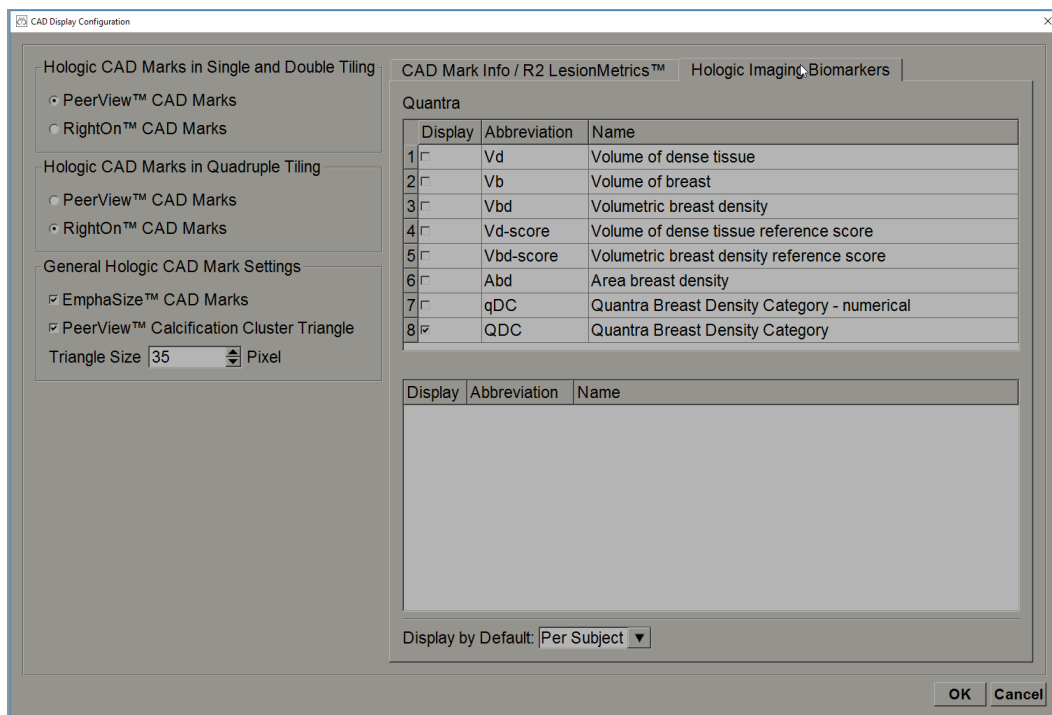 CAD Display Configuration
Hologic CAD Marks in Single and Double Tiling
PeerView™ CAD Marks
RightOn™ CAD Marks
Hologic CAD Marks in Quadruple Tiling
PeerView™ CAD Marks
RightOn™ CAD Marks
General Hologic CAD Mark Settings
EmphaSize™ CAD Marks
PeerView™ Calcification Cluster Triangle
Triangle Size 35 Pixel
CAD Mark Info / R2 LesionMetrics™ Hologic Imaging Biomarkers
Quantra
Display Abbreviation Name
1 Vd Volume of dense tissue
2 Vb Volume of breast
3 Vbd Volumetric breast density
4 Vd-score Volume of dense tissue reference score
5 Vbd-score Volumetric breast density reference score
6 Abd Area breast density
7 qDC Quantra Breast Density Category - numerical
8 QDC Quantra Breast Density Category
Display Abbreviation Name
Display by Default: Per Subject
OK Cancel